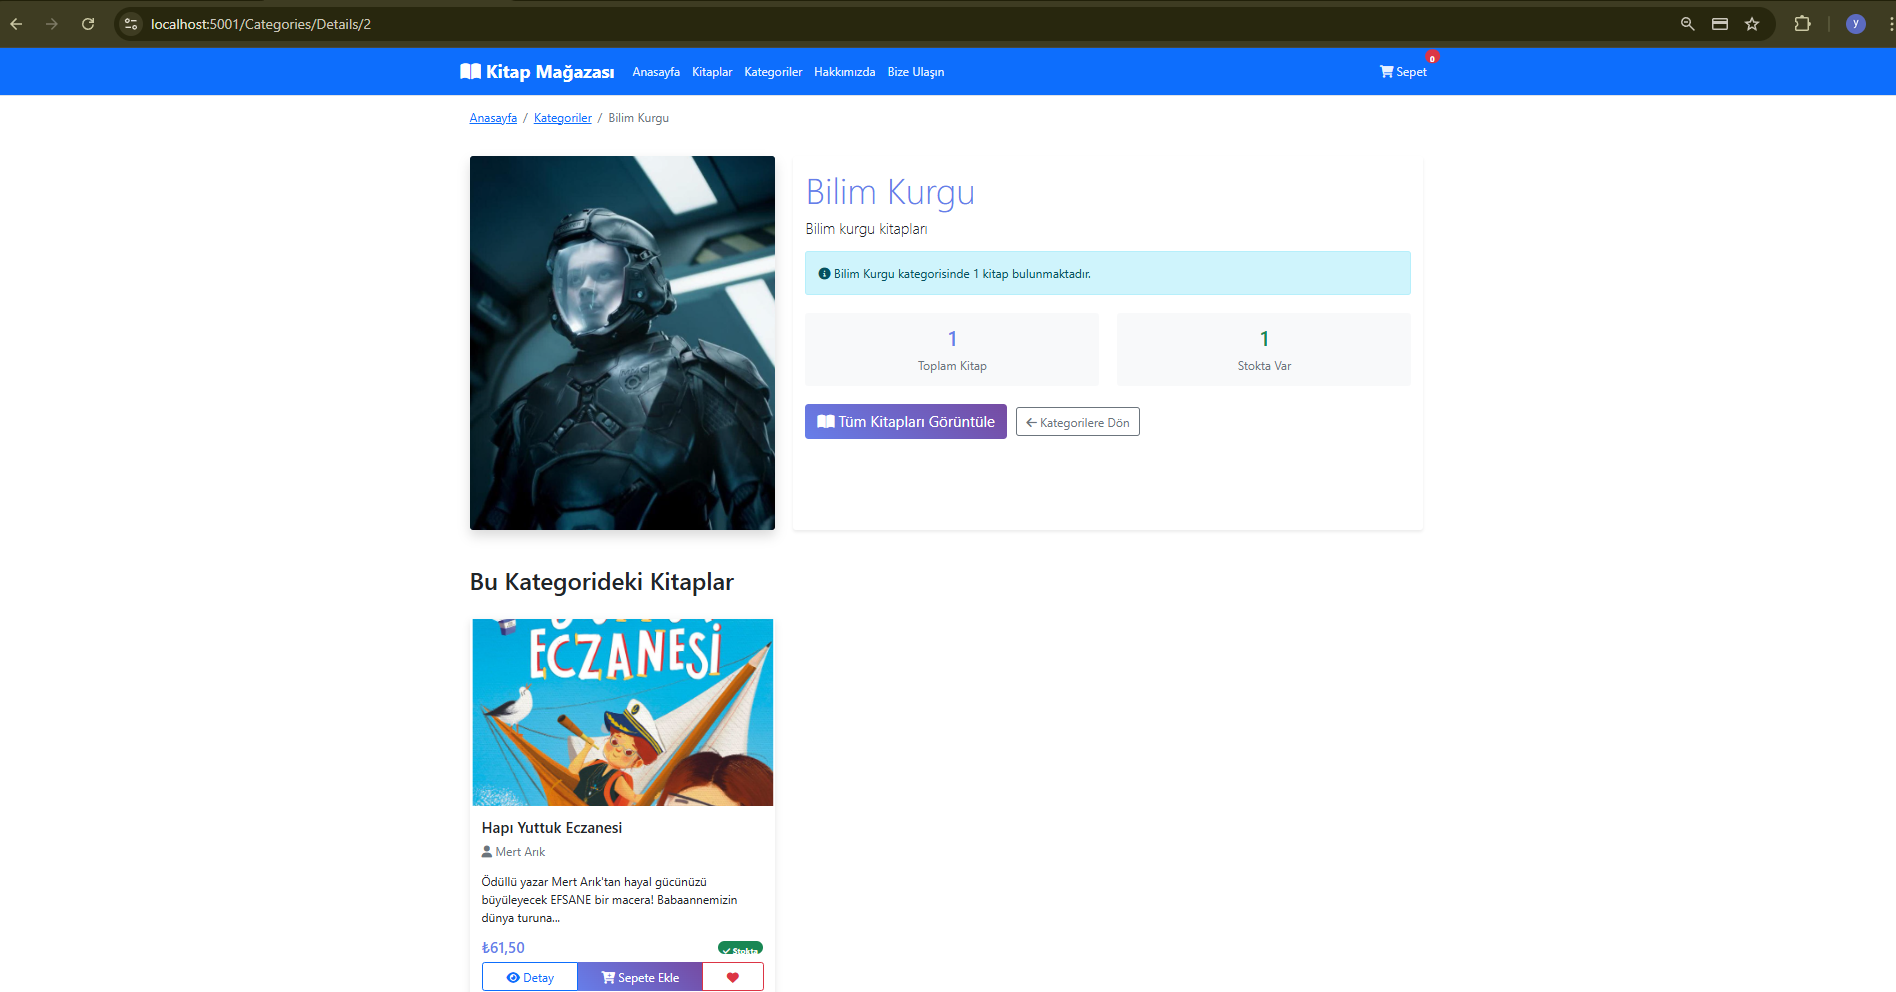 localhost:5001/Categories/Details/2
y
Kitap Mağazası
Anasayfa
Kitaplar
Kategoriler
Hakkımızda
Bize Ulaşın
Sepet
0
Anasayfa / Kategoriler / Bilim Kurgu
Bilim Kurgu
Bilim kurgu kitapları
Bilim Kurgu kategorisinde 1 kitap bulunmaktadır.
1
Toplam Kitap
1
Stokta Var
Tüm Kitapları Görüntüle
Kategorilere Dön
Bu Kategorideki Kitaplar
ECZANESİ
Hapı Yuttuk Eczanesi
Mert Arık
Ödüllü yazar Mert Arık'tan hayal gücünüzü
büyüleyecek EFSANE bir macera! Babaannemizin
dünya turuna...
₺61,50
Stokta
Detay
Sepete Ekle